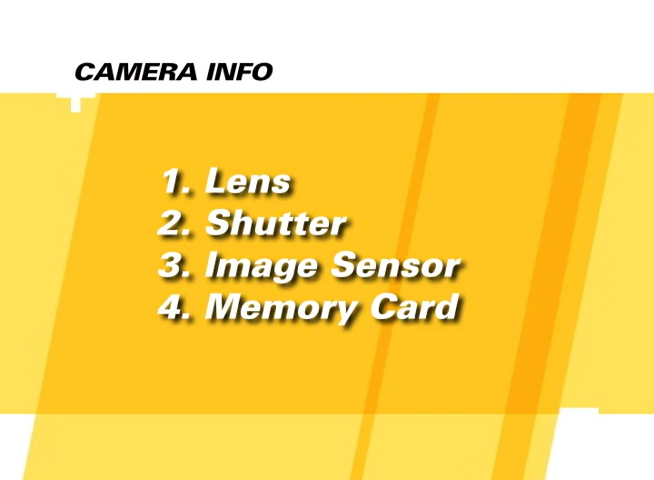 CAMERA INFO
1. Lens
2. Shutter
3. Image Sensor
4. Memory Card